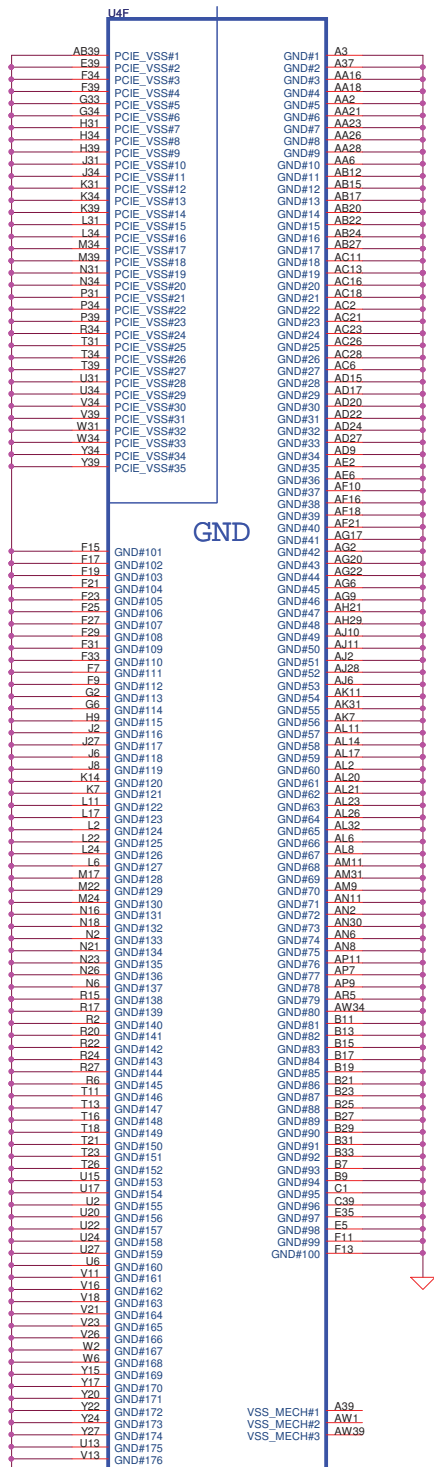 U4F
AB39 PCIE_VSS#1
E39 PCIE_VSS#2
F34 PCIE_VSS#3
F39 PCIE_VSS#4
G33 PCIE_VSS#5
G34 PCIE_VSS#6
H31 PCIE_VSS#7
H34 PCIE_VSS#8
H39 PCIE_VSS#9
J31 PCIE_VSS#10
J34 PCIE_VSS#11
K31 PCIE_VSS#12
K34 PCIE_VSS#13
K39 PCIE_VSS#14
L31 PCIE_VSS#15
L34 PCIE_VSS#16
M34 PCIE_VSS#17
M39 PCIE_VSS#18
N31 PCIE_VSS#19
N34 PCIE_VSS#20
P31 PCIE_VSS#21
P34 PCIE_VSS#22
P39 PCIE_VSS#23
R34 PCIE_VSS#24
T31 PCIE_VSS#25
T34 PCIE_VSS#26
T39 PCIE_VSS#27
U31 PCIE_VSS#28
U34 PCIE_VSS#29
V34 PCIE_VSS#30
V39 PCIE_VSS#31
W31 PCIE_VSS#32
W34 PCIE_VSS#33
Y34 PCIE_VSS#34
Y39 PCIE_VSS#35
GND
F15 GND#101
F17 GND#102
F19 GND#103
F21 GND#104
F23 GND#105
F25 GND#106
F27 GND#107
F29 GND#108
F31 GND#109
F33 GND#110
F7 GND#111
F9 GND#112
G2 GND#113
G6 GND#114
H9 GND#115
J2 GND#116
J27 GND#117
J6 GND#118
J8 GND#119
K14 GND#120
K7 GND#121
L11 GND#122
L17 GND#123
L2 GND#124
L22 GND#125
L24 GND#126
L6 GND#127
M17 GND#128
M22 GND#129
M24 GND#130
N16 GND#131
N18 GND#132
N2 GND#133
N21 GND#134
N23 GND#135
N26 GND#136
N6 GND#137
R15 GND#138
R17 GND#139
R2 GND#140
R20 GND#141
R22 GND#142
R24 GND#143
R27 GND#144
R6 GND#145
T11 GND#146
T13 GND#147
T16 GND#148
T18 GND#149
T21 GND#150
T23 GND#151
T26 GND#152
U15 GND#153
U17 GND#154
U2 GND#155
U20 GND#156
U22 GND#157
U24 GND#158
U27 GND#159
U6 GND#160
V11 GND#161
V16 GND#162
V18 GND#163
V21 GND#164
V23 GND#165
V26 GND#166
W2 GND#167
W6 GND#168
Y15 GND#169
Y17 GND#170
Y20 GND#171
Y22 GND#172
Y24 GND#173
Y27 GND#174
U13 GND#175
V13 GND#176
GND#1 A3
GND#2 A37
GND#3 AA16
GND#4 AA18
GND#5 AA2
GND#6 AA21
GND#7 AA23
GND#8 AA26
GND#9 AA28
GND#10 AA6
GND#11 AB12
GND#12 AB15
GND#13 AB17
GND#14 AB20
GND#15 AB22
GND#16 AB24
GND#17 AB27
GND#18 AC11
GND#19 AC13
GND#20 AC16
GND#21 AC18
GND#22 AC2
GND#23 AC21
GND#24 AC23
GND#25 AC26
GND#26 AC28
GND#27 AC6
GND#28 AD15
GND#29 AD17
GND#30 AD20
GND#31 AD22
GND#32 AD24
GND#33 AD27
GND#34 AD9
GND#35 AE2
GND#36 AE6
GND#37 AF10
GND#38 AF16
GND#39 AF18
GND#40 AF21
GND#41 AG17
GND#42 AG2
GND#43 AG20
GND#44 AG22
GND#45 AG6
GND#46 AG9
GND#47 AH21
GND#48 AH29
GND#49 AJ10
GND#50 AJ11
GND#51 AJ2
GND#52 AJ28
GND#53 AJ6
GND#54 AK11
GND#55 AK31
GND#56 AK7
GND#57 AL11
GND#58 AL14
GND#59 AL17
GND#60 AL2
GND#61 AL20
GND#62 AL21
GND#63 AL23
GND#64 AL26
GND#65 AL32
GND#66 AL6
GND#67 AL8
GND#68 AM11
GND#69 AM31
GND#70 AM9
GND#71 AN11
GND#72 AN2
GND#73 AN30
GND#74 AN6
GND#75 AN8
GND#76 AP11
GND#77 AP7
GND#78 AP9
GND#79 AR5
GND#80 AW34
GND#81 B11
GND#82 B13
GND#83 B15
GND#84 B17
GND#85 B19
GND#86 B21
GND#87 B23
GND#88 B25
GND#89 B27
GND#90 B29
GND#91 B31
GND#92 B33
GND#93 B7
GND#94 B9
GND#95 C1
GND#96 C39
GND#97 E35
GND#98 E5
GND#99 F11
GND#100 F13
VSS_MECH#1 A39
VSS_MECH#2 AW1
VSS_MECH#3 AW39